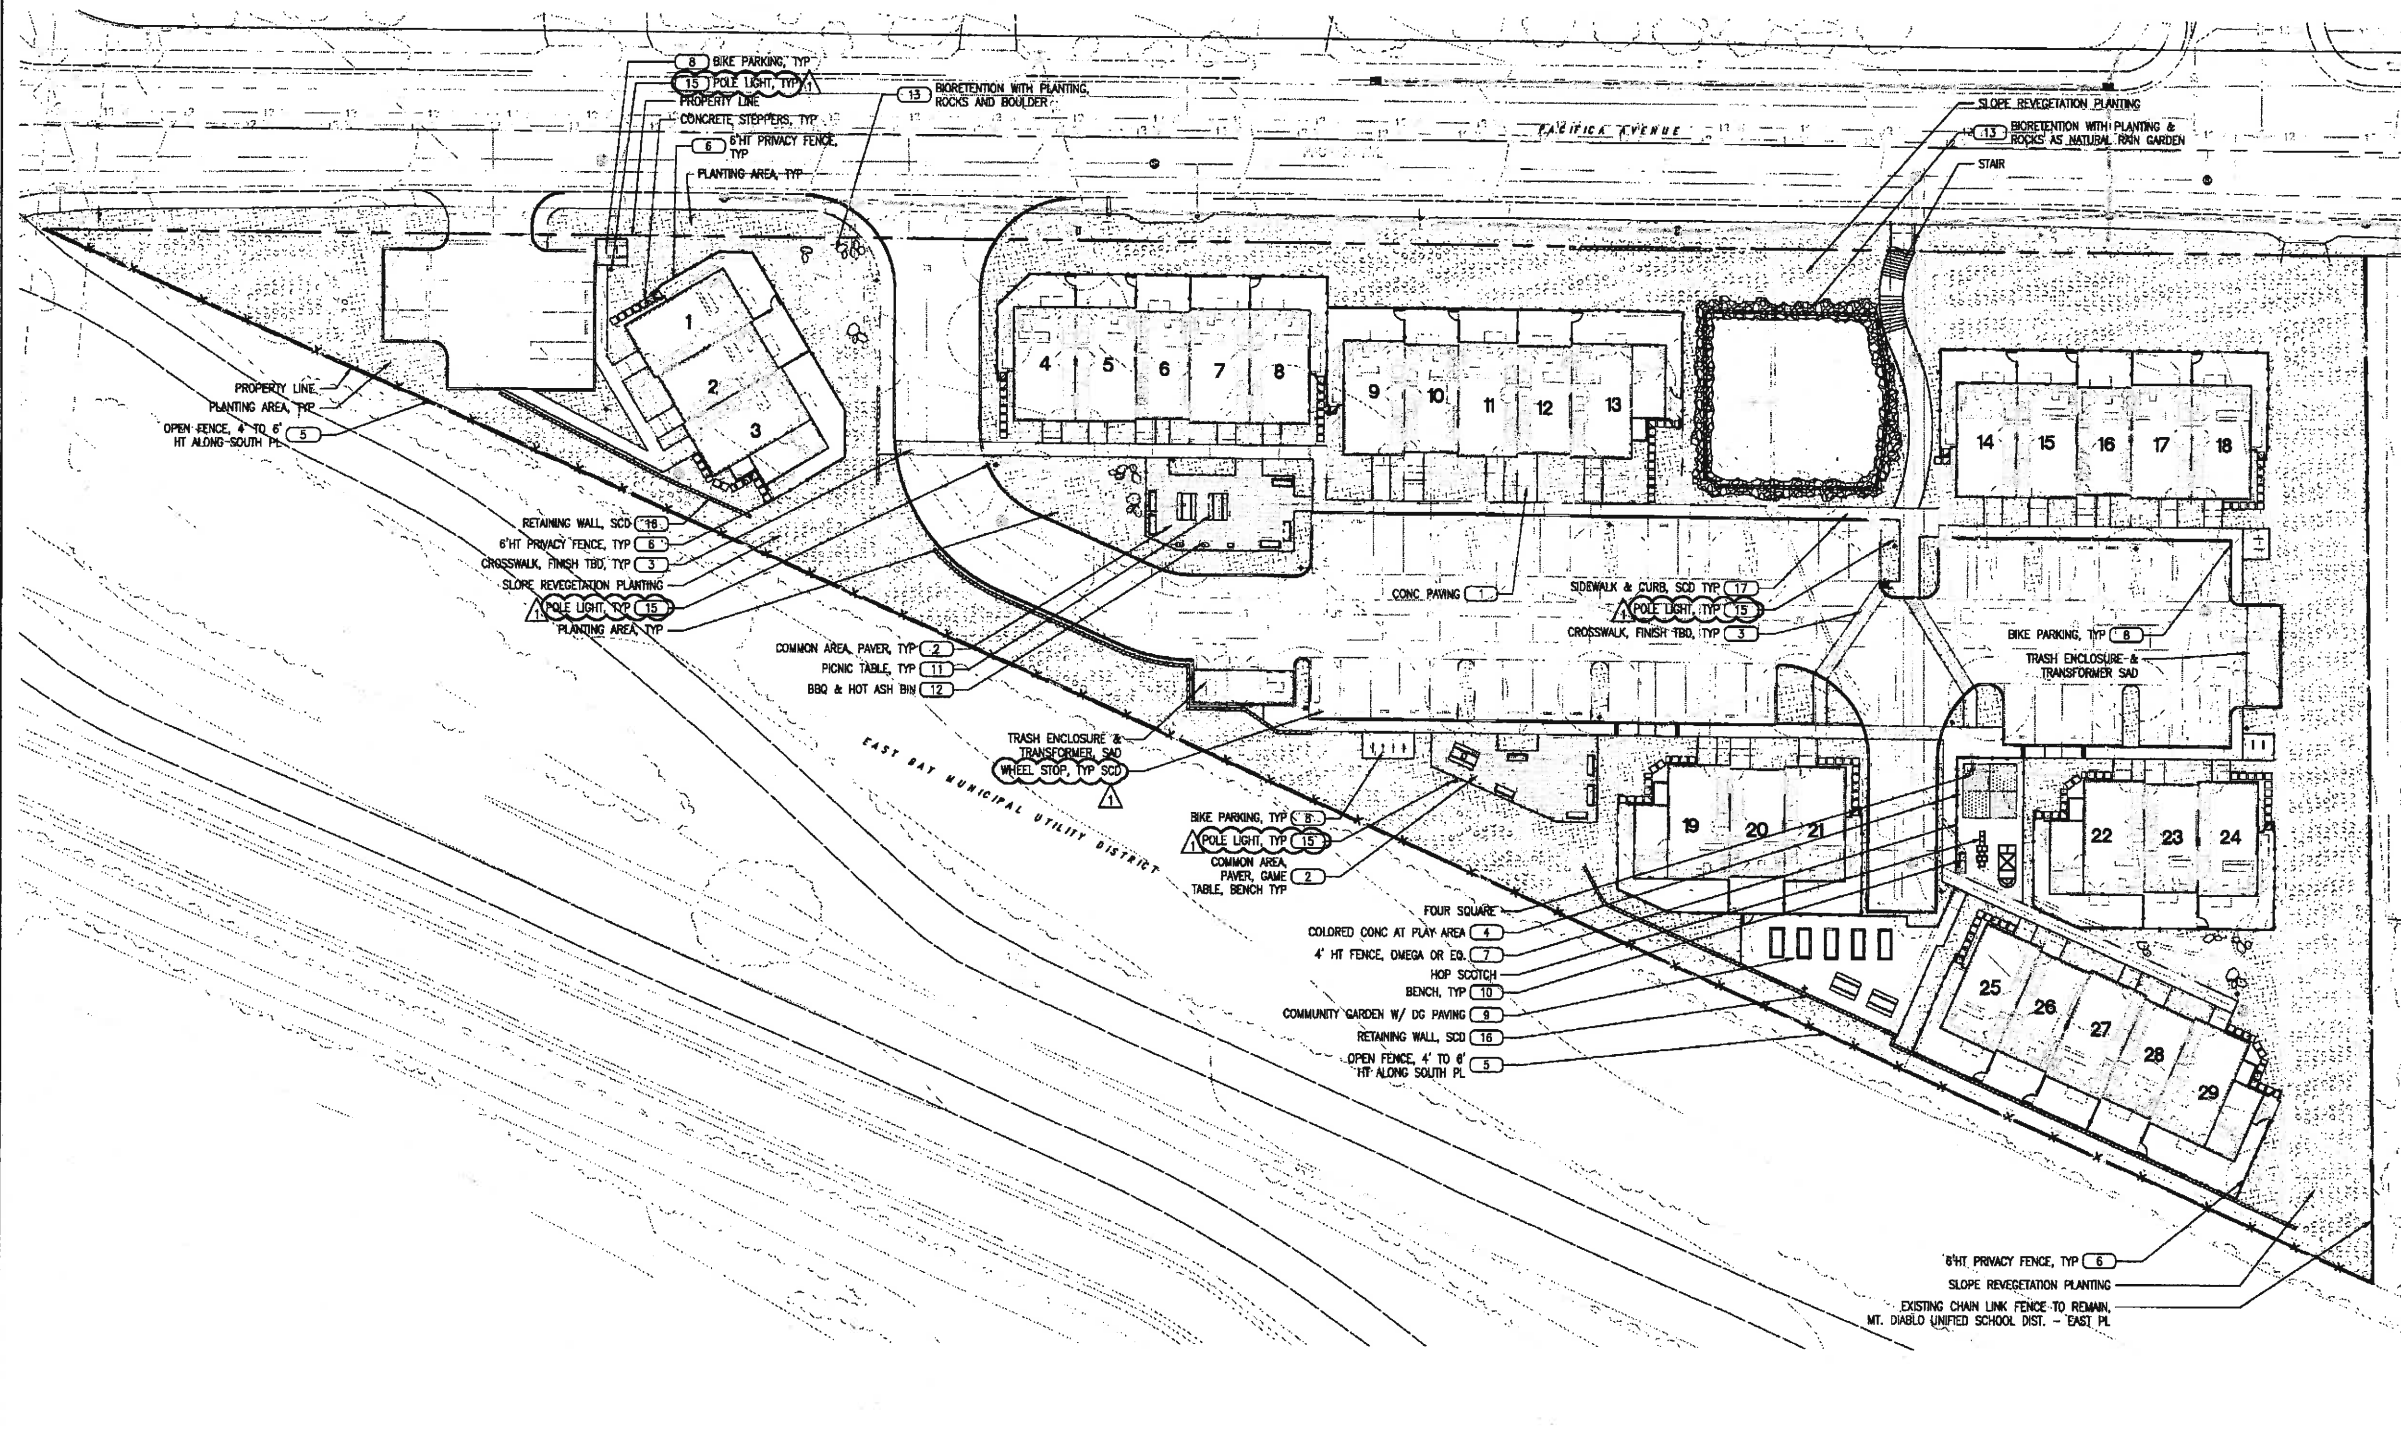 8 BIKE PARKING, TYP
15 POLE LIGHT, TYP 1
PROPERTY LINE
CONCRETE STEPPERS, TYP
6 6'HT PRIVACY FENCE,
TYP
PLANTING AREA, TYP
13 BIORETENTION WITH PLANTING,
ROCKS AND BOULDER
PACIFICA AVENUE
SLOPE REVEGETATION PLANTING
13 BIORETENTION WITH PLANTING &
ROCKS AS NATURAL RAIN GARDEN
STAIR
1
2
3
4 5 6 7 8
9 10 11 12 13
14 15 16 17 18
PROPERTY LINE
PLANTING AREA, TYP
OPEN FENCE, 4' TO 6'
HT ALONG SOUTH PL 5
RETAINING WALL, SCD 16
6'HT PRIVACY FENCE, TYP 6
CROSSWALK, FINISH TBD, TYP 3
SLOPE REVEGETATION PLANTING
1 POLE LIGHT, TYP 15
PLANTING AREA, TYP
COMMON AREA, PAVER, TYP 2
PICNIC TABLE, TYP 11
BBQ & HOT ASH BIN 12
CONC PAVING 1
SIDEWALK & CURB, SCD TYP 17
1 POLE LIGHT, TYP 15
CROSSWALK, FINISH TBD, TYP 3
BIKE PARKING, TYP 8
TRASH ENCLOSURE &
TRANSFORMER SAD
TRASH ENCLOSURE &
TRANSFORMER, SAD
WHEEL STOP, TYP SCD
1
EAST BAY MUNICIPAL UTILITY DISTRICT
BIKE PARKING, TYP 8
1 POLE LIGHT, TYP 15
COMMON AREA,
PAVER, GAME 2
TABLE, BENCH TYP
19 20 21
22 23 24
FOUR SQUARE
COLORED CONC AT PLAY AREA 4
4' HT FENCE, OMEGA OR EQ. 7
HOP SCOTCH
BENCH, TYP 10
COMMUNITY GARDEN W/ DG PAVING 9
RETAINING WALL, SCD 16
OPEN FENCE, 4' TO 6'
HT ALONG SOUTH PL 5
25
26
27
28
29
6'HT PRIVACY FENCE, TYP 6
SLOPE REVEGETATION PLANTING
EXISTING CHAIN LINK FENCE TO REMAIN,
MT. DIABLO UNIFIED SCHOOL DIST. - EAST PL